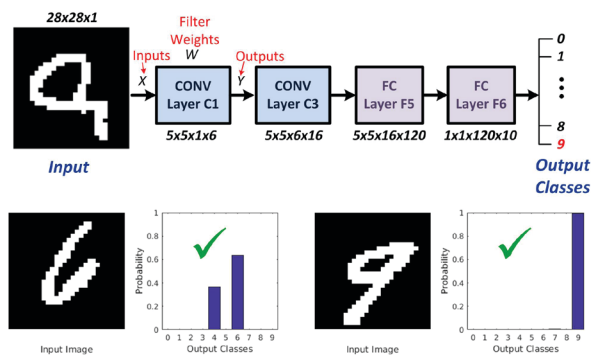 28x28x1
Filter
Weights
Inputs W Outputs
X Y
CONV
Layer C1
CONV
Layer C3
FC
Layer F5
FC
Layer F6
0
1
8
9
5x5x1x6
5x5x6x16
5x5x16x120
1x1x120x10
Input
Output
Classes
9
6
9
1
0.8
0.6
0.4
0.2
0
Probability
0 1 2 3 4 5 6 7 8 9
Input Image
Output Classes
1
0.8
0.6
0.4
0.2
0
Probability
0 1 2 3 4 5 6 7 8 9
Input Image
Output Classes